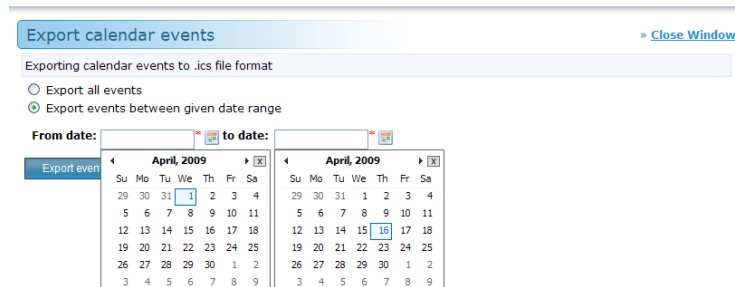 Export calendar events
» Close Window
Exporting calendar events to .ics file format
Export all events
Export events between given date range
From date: * to date: *
Export even
April, 2009 x April, 2009 x
Su Mo Tu We Th Fr Sa Su Mo Tu We Th Fr Sa
29 30 31 1 2 3 4 29 30 31 1 2 3 4
5 6 7 8 9 10 11 5 6 7 8 9 10 11
12 13 14 15 16 17 18 12 13 14 15 16 17 18
19 20 21 22 23 24 25 19 20 21 22 23 24 25
26 27 28 29 30 1 2 26 27 28 29 30 1 2
3 4 5 6 7 8 9 3 4 5 6 7 8 9